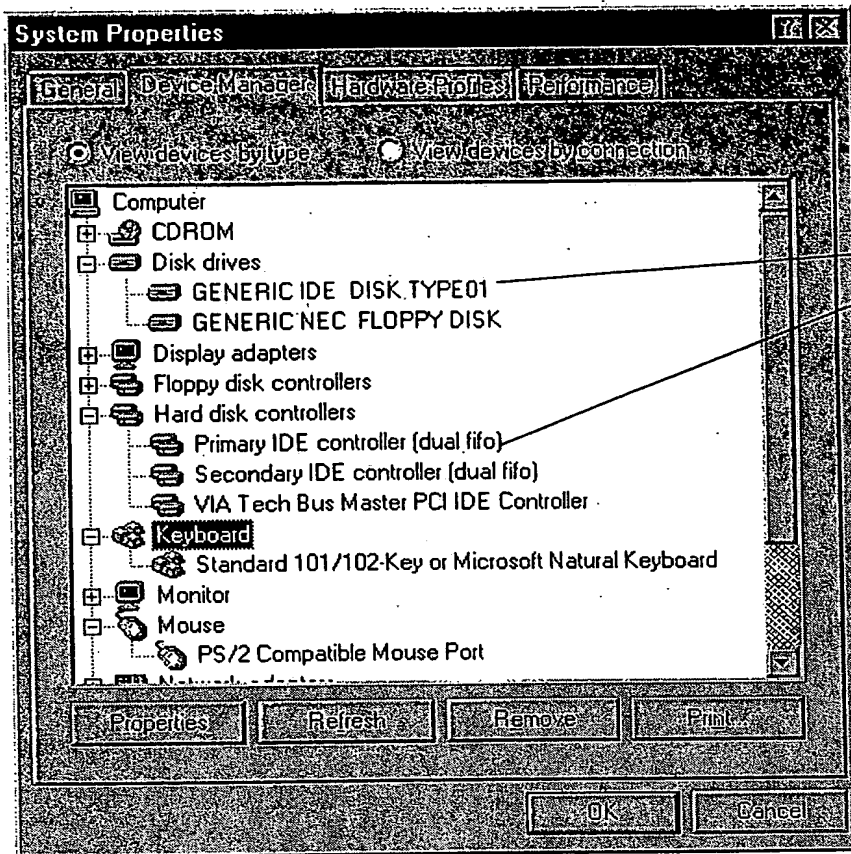 System Properties
General Device Manager Hardware Profiles Performance
View devices by type View devices by connection
Computer
CDROM
Disk drives
GENERIC IDE DISK TYPE01
GENERIC NEC FLOPPY DISK
Display adapters
Floppy disk controllers
Hard disk controllers
Primary IDE controller (dual fifo)
Secondary IDE controller (dual fifo)
VIA Tech Bus Master PCI IDE Controller
Keyboard
Standard 101/102-Key or Microsoft Natural Keyboard
Monitor
Mouse
PS/2 Compatible Mouse Port
Network adapters
Properties Refresh Remove Print...
OK Cancel